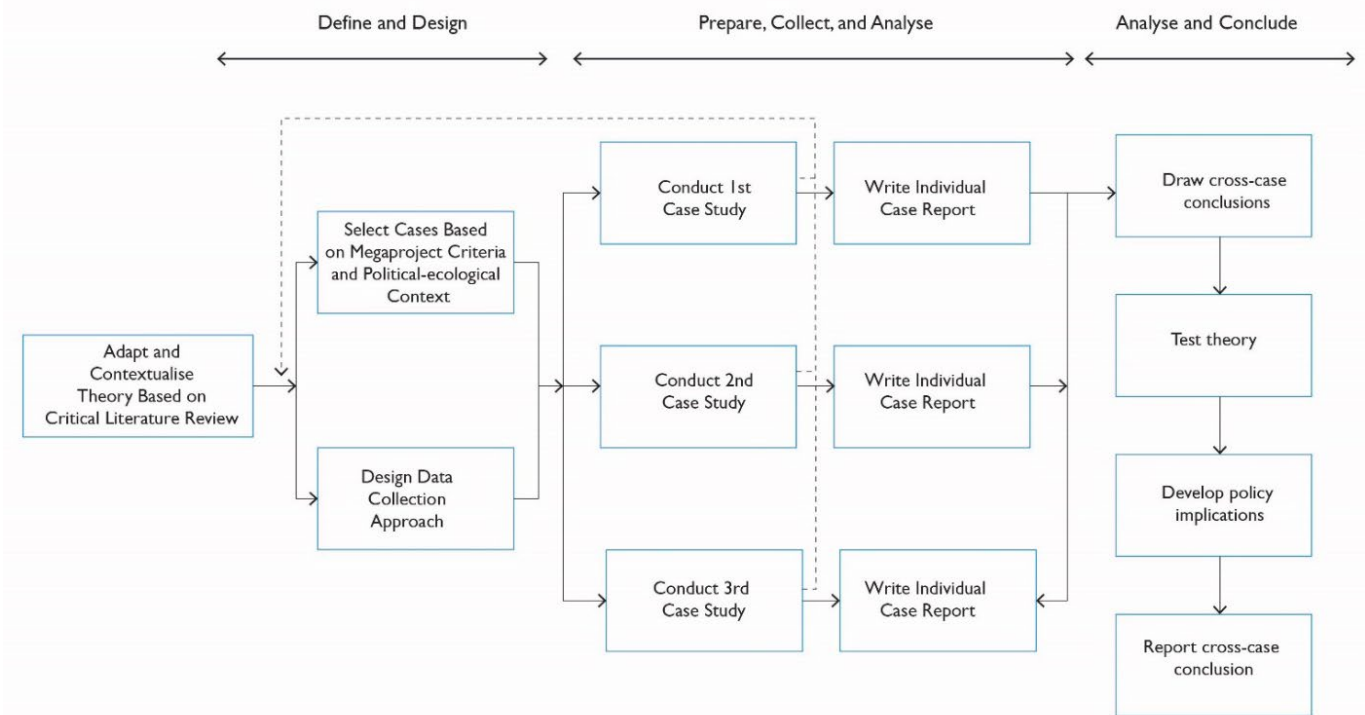 Define and Design
Prepare, Collect, and Analyse
Analyse and Conclude
Adapt and
Contextualise
Theory Based on
Critical Literature Review
Select Cases Based
on Megaproject Criteria
and Political-ecological
Context
Design Data
Collection
Approach
Conduct 1st
Case Study
Write Individual
Case Report
Conduct 2nd
Case Study
Write Individual
Case Report
Conduct 3rd
Case Study
Write Individual
Case Report
Draw cross-case
conclusions
Test theory
Develop policy
implications
Report cross-case
conclusion